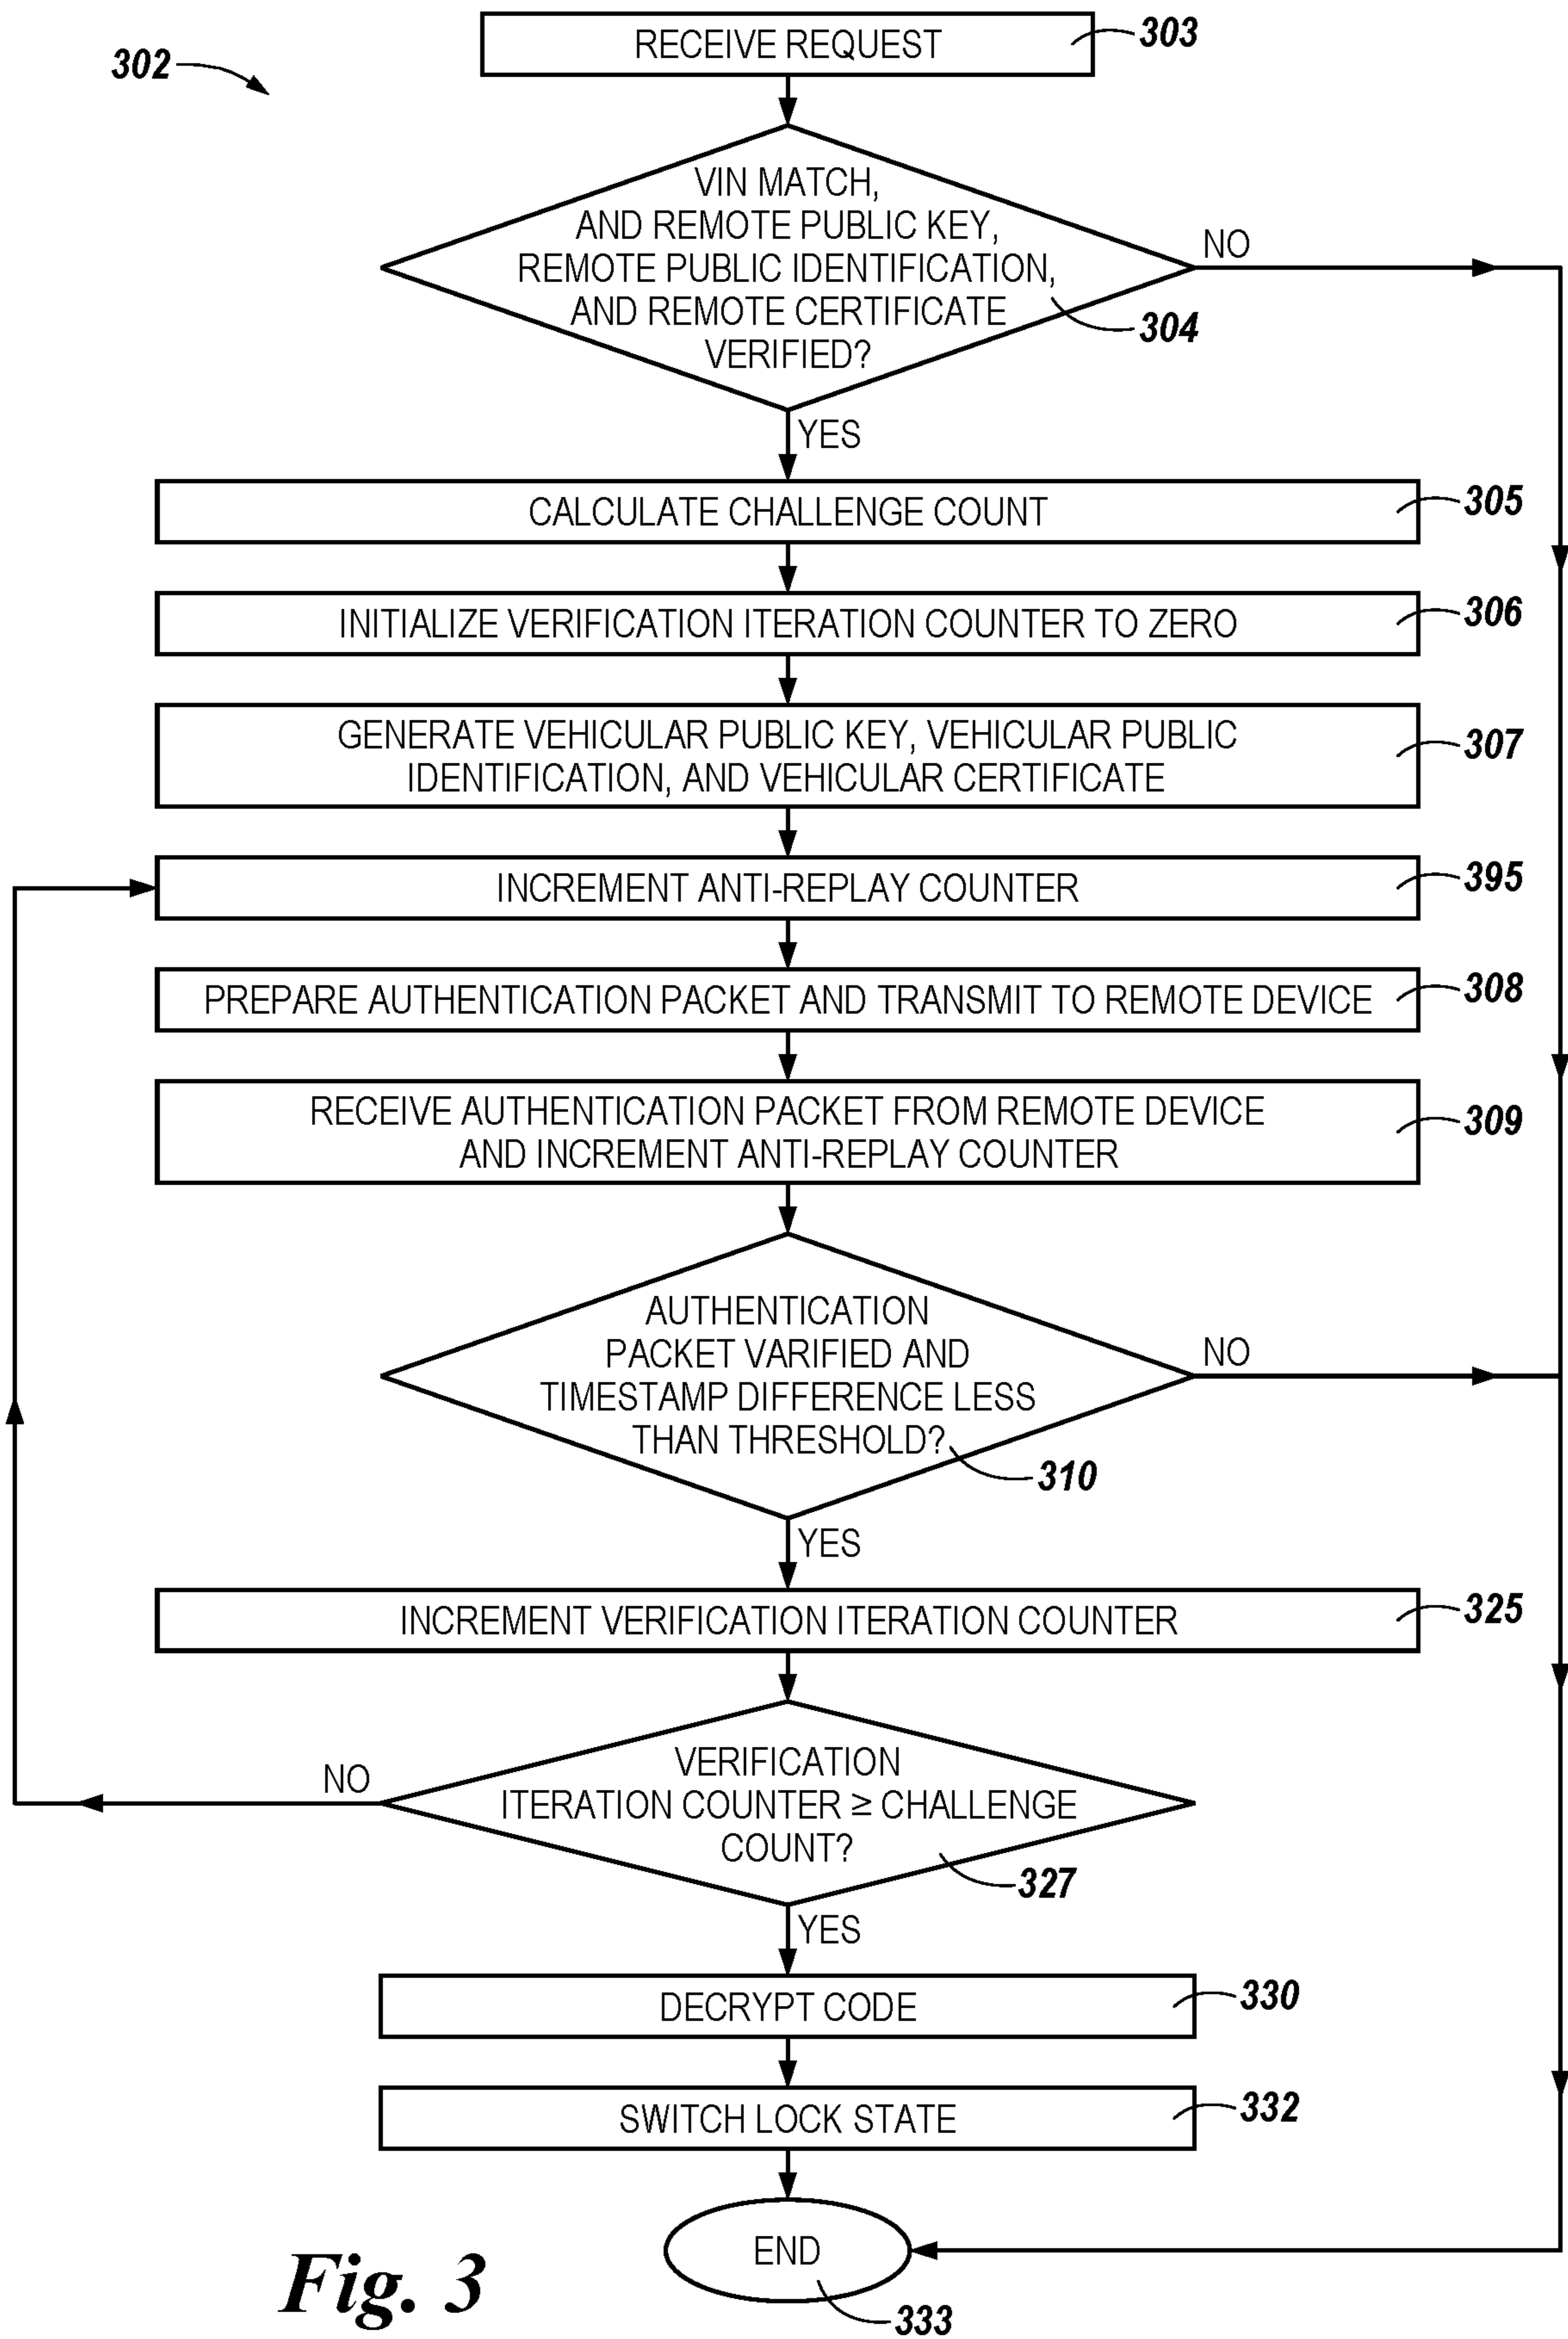 RECEIVE REQUEST
303
302
VIN MATCH,
AND REMOTE PUBLIC KEY,
REMOTE PUBLIC IDENTIFICATION,
AND REMOTE CERTIFICATE
VERIFIED?
304
NO
YES
CALCULATE CHALLENGE COUNT
305
INITIALIZE VERIFICATION ITERATION COUNTER TO ZERO
306
GENERATE VEHICULAR PUBLIC KEY, VEHICULAR PUBLIC
IDENTIFICATION, AND VEHICULAR CERTIFICATE
307
INCREMENT ANTI-REPLAY COUNTER
395
PREPARE AUTHENTICATION PACKET AND TRANSMIT TO REMOTE DEVICE
308
RECEIVE AUTHENTICATION PACKET FROM REMOTE DEVICE
AND INCREMENT ANTI-REPLAY COUNTER
309
AUTHENTICATION
PACKET VARIFIED AND
TIMESTAMP DIFFERENCE LESS
THAN THRESHOLD?
310
NO
YES
INCREMENT VERIFICATION ITERATION COUNTER
325
VERIFICATION
ITERATION COUNTER ≥ CHALLENGE
COUNT?
327
NO
YES
DECRYPT CODE
330
SWITCH LOCK STATE
332
END
333
Fig. 3